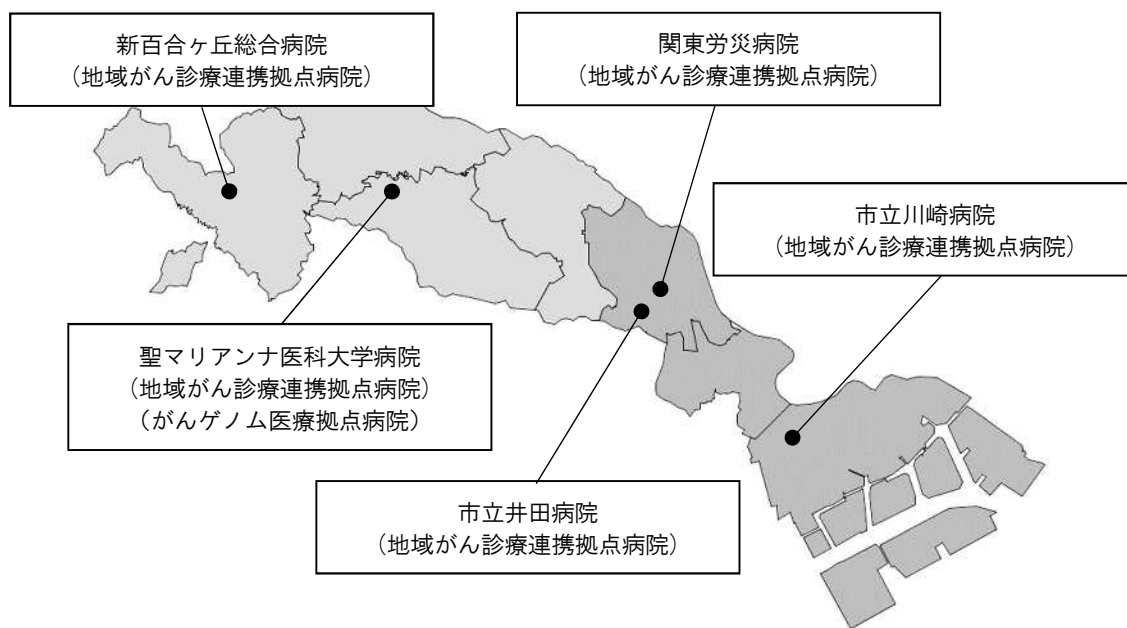 新百合ヶ丘総合病院
（地域がん診療連携拠点病院）
関東労災病院
（地域がん診療連携拠点病院）
市立川崎病院
（地域がん診療連携拠点病院）
聖マリアンナ医科大学病院
（地域がん診療連携拠点病院）
（がんゲノム医療拠点病院）
市立井田病院
（地域がん診療連携拠点病院）